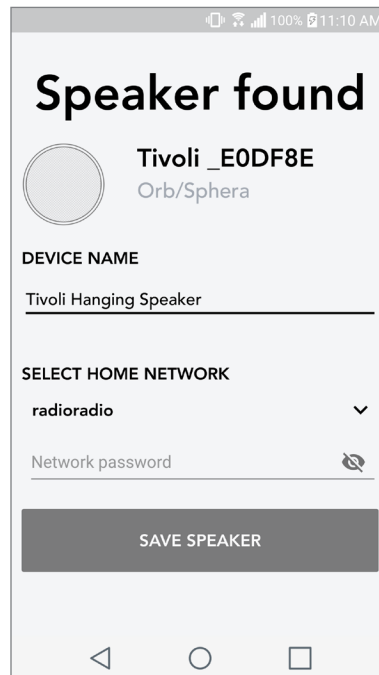 100% 11:10 AM
Speaker found
Tivoli _E0DF8E
Orb/Sphera
DEVICE NAME
Tivoli Hanging Speaker
SELECT HOME NETWORK
radioradio
Network password
SAVE SPEAKER